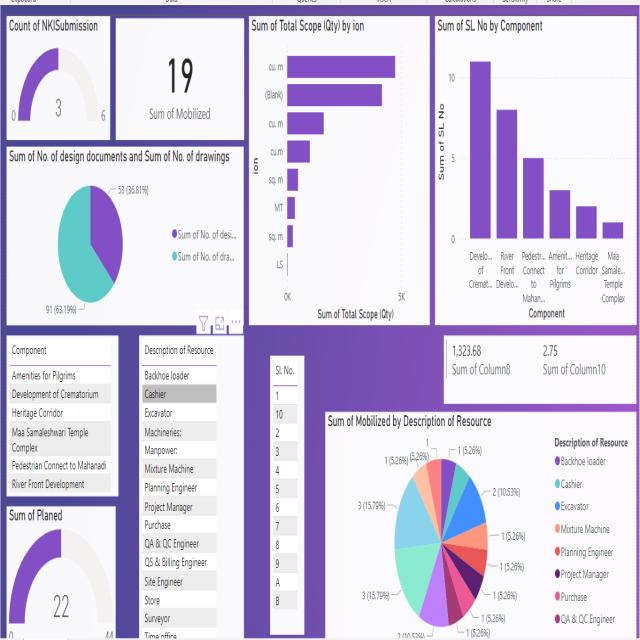 Count of NK|Submission
3
0
6
19
Sum of Mobilized
Sum of No. of design documents and Sum of No. of drawings
53 (36.81%)
91 (63.19%)
Sum of No. of desi...
Sum of No. of dra...
Sum of Total Scope (Qty) by ion
ion
cu. m
(Blank)
cu. m
cu.m
sq. m
MT
sq. m
LS
0K
5K
Sum of Total Scope (Qty)
Sum of SL No by Component
Sum of SL No
10
5
0
Develo...
of
Cremat...
River
Front
Develo...
Pedestr...
Connect
to
Mahan...
Amenit...
for
Pilgrims
Heritage
Corridor
Maa
Samale...
Temple
Complex
Component
Component
Amenities for Pilgrims
Development of Crematorium
Heritage Corridor
Maa Samaleshwari Temple
Complex
Pedestrian Connect to Mahanadi
River Front Development
Description of Resource
Backhoe loader
Cashier
Excavator
Machineries:
Manpower:
Mixture Machine
Planning Engineer
Project Manager
Purchase
QA & QC Engineer
QS & Billing Engineer
Site Engineer
Store
Surveyor
Time office
Sl. No.
1
10
2
3
4
5
6
7
8
9
A
B
1,323.68
Sum of Column8
2.75
Sum of Column10
Sum of Planed
22
0
44
Sum of Mobilized by Description of Resource
1
(5.26%)
1 (5.26%)
1 (5.26%)
2 (10.53%)
1 (5.26%)
1 (5.26%)
1 (5.26%)
1 (5.26%)
1 (5.26%)
2 (10.53%)
3 (15.79%)
3 (15.79%)
Description of Resource
Backhoe loader
Cashier
Excavator
Mixture Machine
Planning Engineer
Project Manager
Purchase
QA & QC Engineer